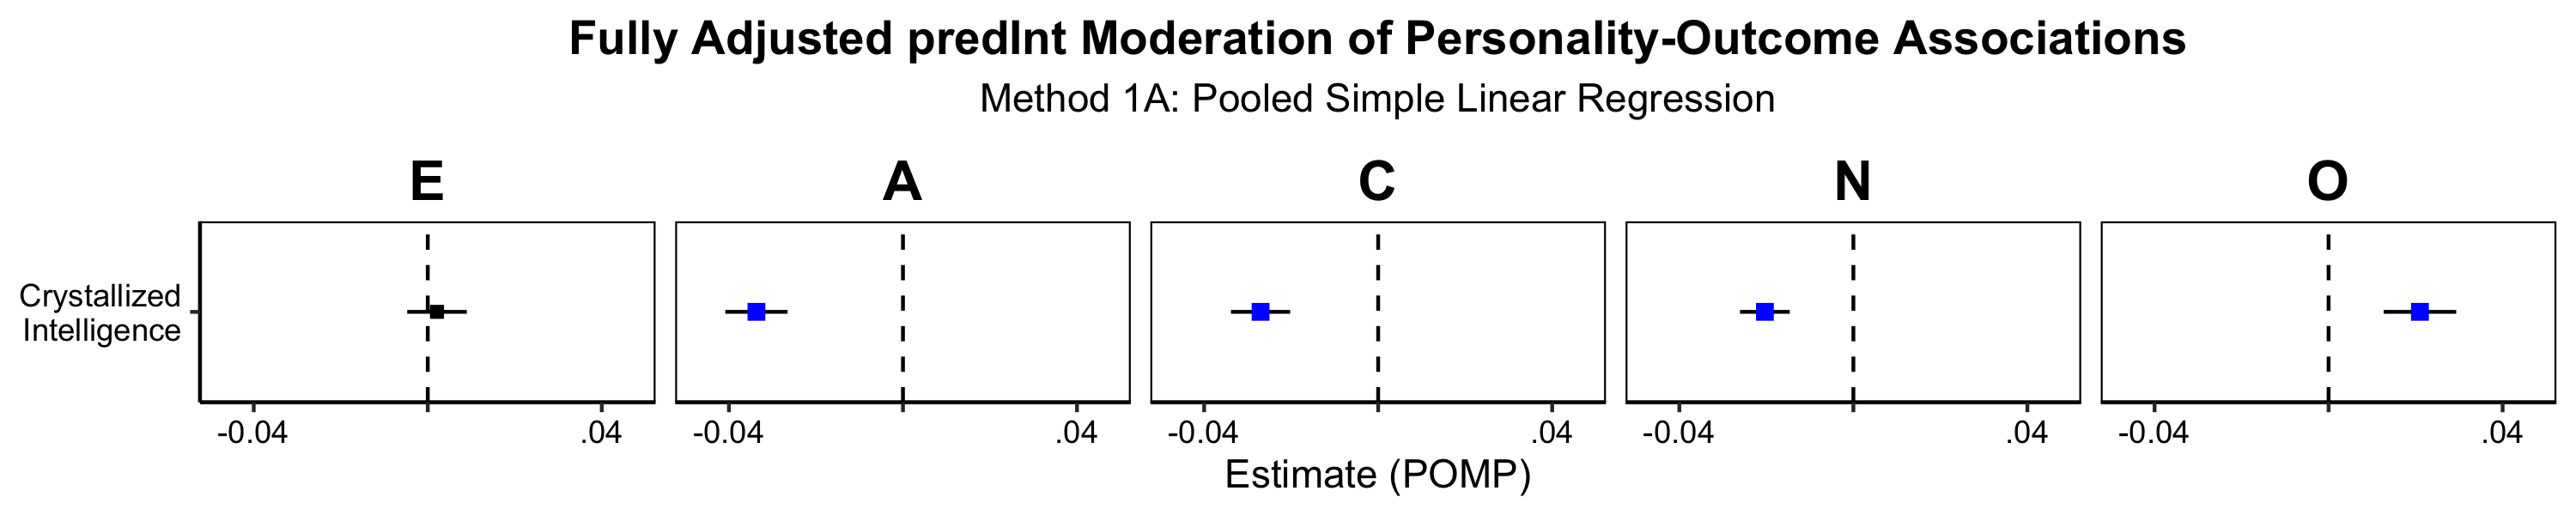 Fully Adjusted predInt Moderation of Personality-Outcome Associations
Method 1A: Pooled Simple Linear Regression
E A C N O
Crystallized
Intelligence
-0.04 .04 -0.04 .04 -0.04 .04 -0.04 .04 -0.04 .04
Estimate (POMP)